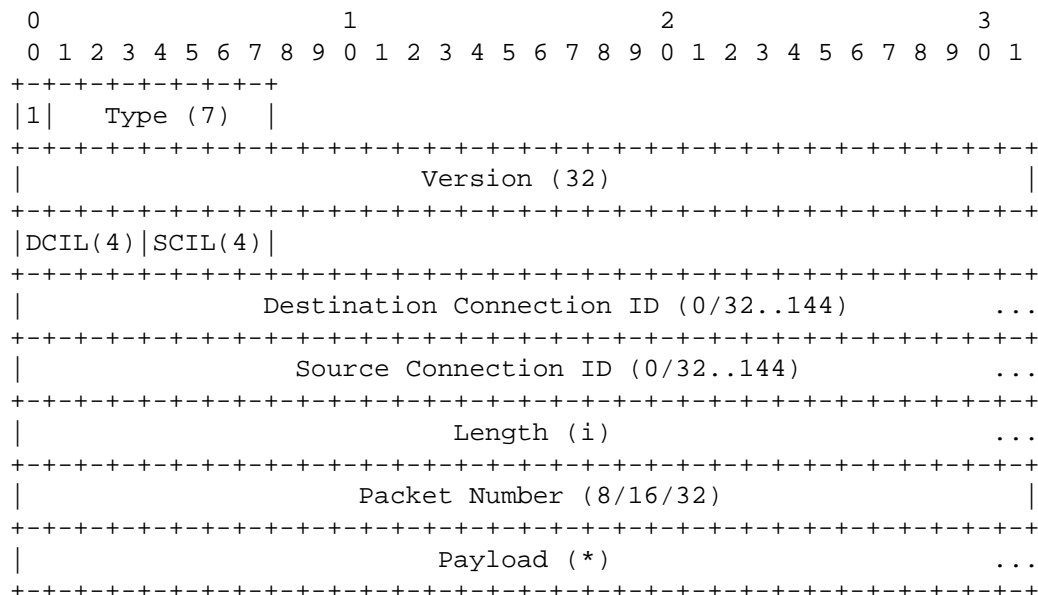 0                   1                   2                   3
 0 1 2 3 4 5 6 7 8 9 0 1 2 3 4 5 6 7 8 9 0 1 2 3 4 5 6 7 8 9 0 1
+-+-+-+-+-+-+-+-+
|1|   Type (7)  |
+-+-+-+-+-+-+-+-+-+-+-+-+-+-+-+-+-+-+-+-+-+-+-+-+-+-+-+-+-+-+-+-+
|                         Version (32)                          |
+-+-+-+-+-+-+-+-+-+-+-+-+-+-+-+-+-+-+-+-+-+-+-+-+-+-+-+-+-+-+-+-+
|DCIL(4)|SCIL(4)|
+-+-+-+-+-+-+-+-+-+-+-+-+-+-+-+-+-+-+-+-+-+-+-+-+-+-+-+-+-+-+-+-+
|               Destination Connection ID (0/32..144)         ...
+-+-+-+-+-+-+-+-+-+-+-+-+-+-+-+-+-+-+-+-+-+-+-+-+-+-+-+-+-+-+-+-+
|                 Source Connection ID (0/32..144)            ...
+-+-+-+-+-+-+-+-+-+-+-+-+-+-+-+-+-+-+-+-+-+-+-+-+-+-+-+-+-+-+-+-+
|                           Length (i)                        ...
+-+-+-+-+-+-+-+-+-+-+-+-+-+-+-+-+-+-+-+-+-+-+-+-+-+-+-+-+-+-+-+-+
|                     Packet Number (8/16/32)                   |
+-+-+-+-+-+-+-+-+-+-+-+-+-+-+-+-+-+-+-+-+-+-+-+-+-+-+-+-+-+-+-+-+
|                          Payload (*)                        ...
+-+-+-+-+-+-+-+-+-+-+-+-+-+-+-+-+-+-+-+-+-+-+-+-+-+-+-+-+-+-+-+-+